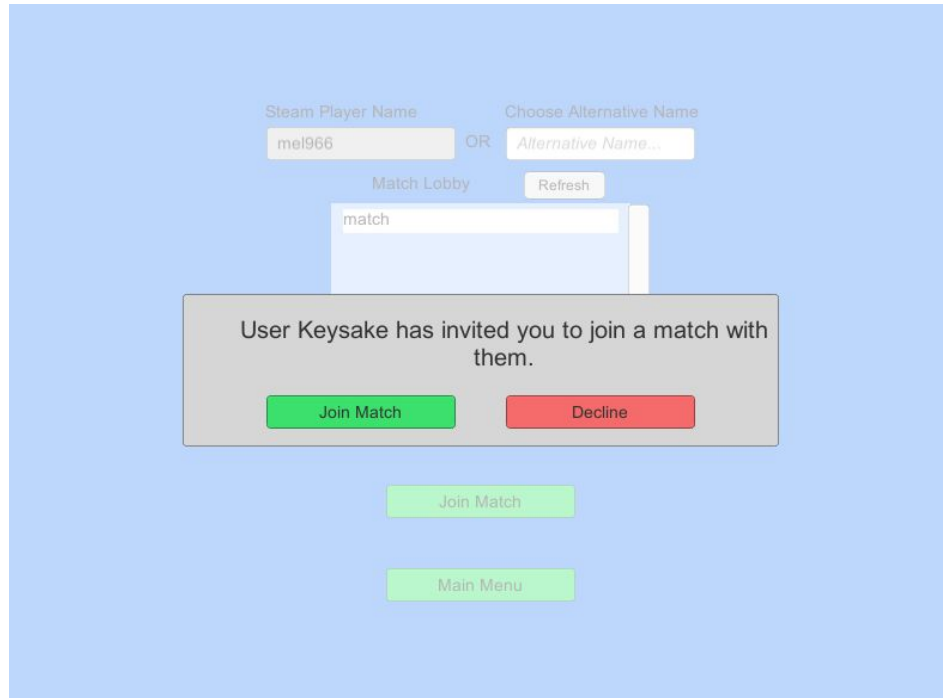 Steam Player Name
Choose Alternative Name
mel966
OR
Alternative Name...
Match Lobby
Refresh
match
User Keysake has invited you to join a match with
them.
Join Match
Decline
Join Match
Main Menu